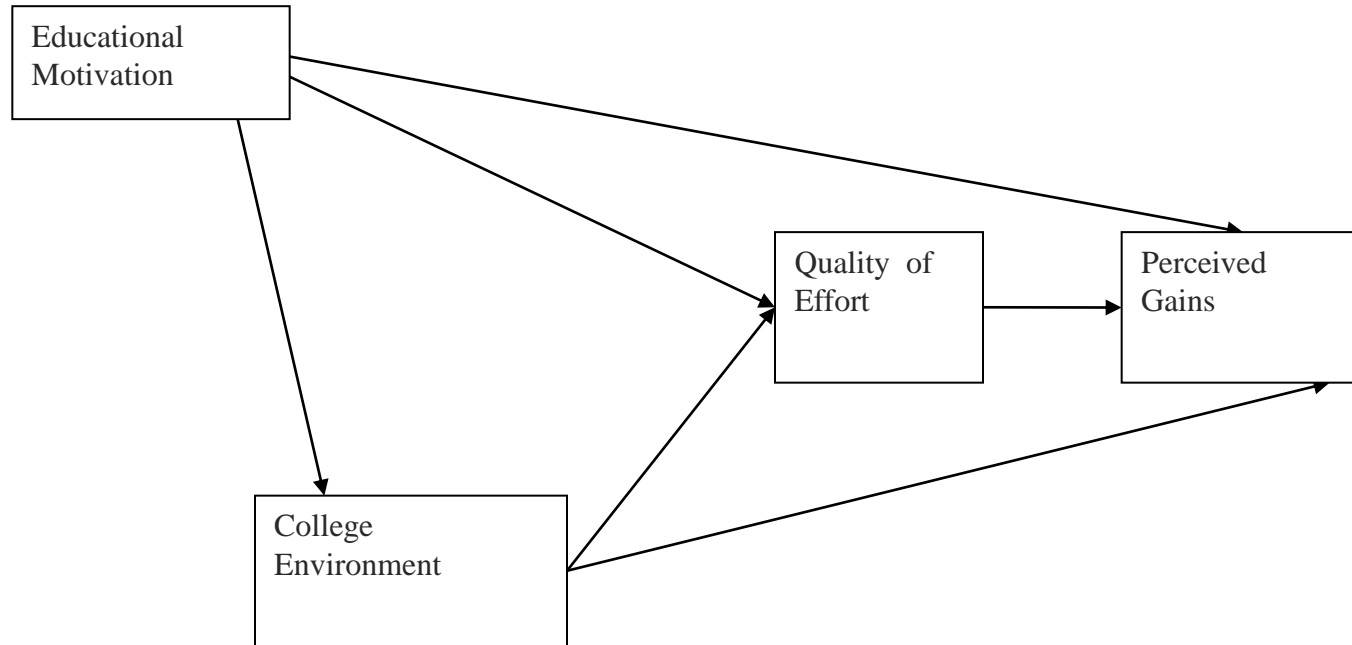 Educational
Motivation
Quality of
Effort
Perceived
Gains
College
Environment